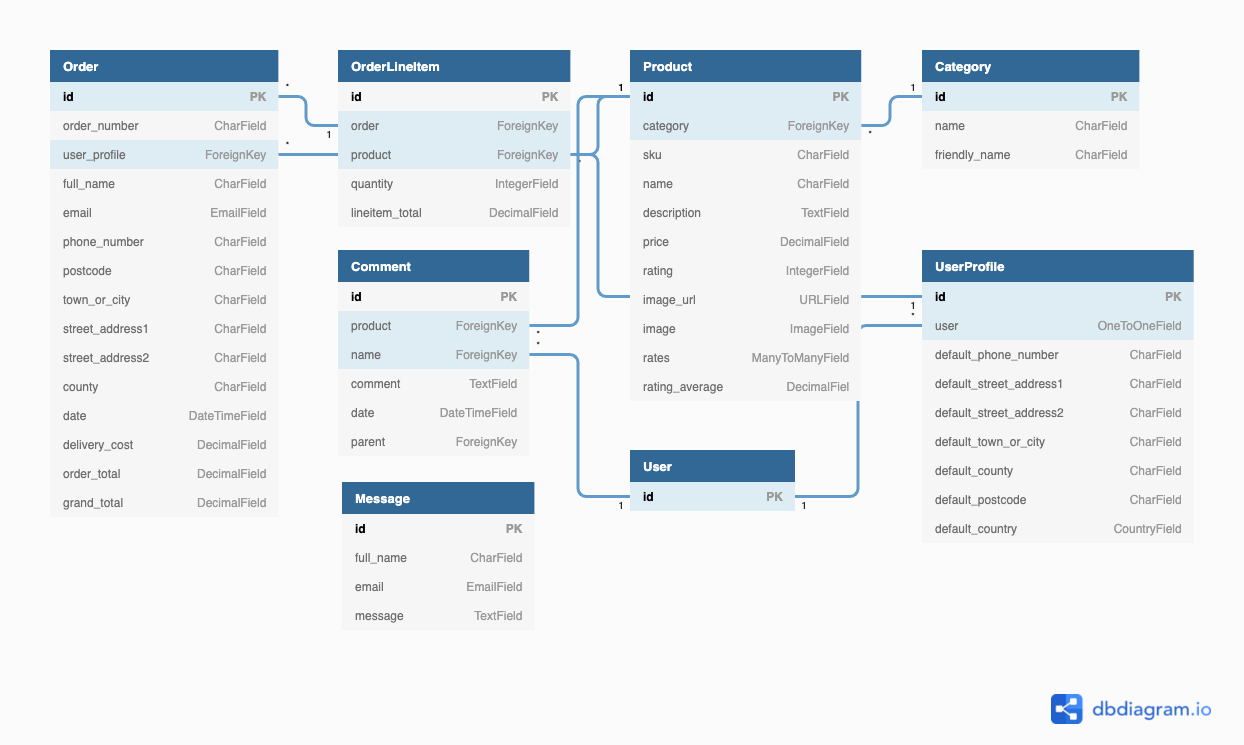 Order
id PK
order_number CharField
user_profile ForeignKey
full_name CharField
email EmailField
phone_number CharField
postcode CharField
town_or_city CharField
street_address1 CharField
street_address2 CharField
county CharField
date DateTimeField
delivery_cost DecimalField
order_total DecimalField
grand_total DecimalField
*
1
*
OrderLineItem
id PK
order ForeignKey
product ForeignKey
quantity IntegerField
lineitem_total DecimalField
*
Comment
id PK
product ForeignKey
name ForeignKey
comment TextField
date DateTimeField
parent ForeignKey
*
*
Message
id PK
full_name CharField
email EmailField
message TextField
1
Product
id PK
category ForeignKey
sku CharField
name CharField
description TextField
price DecimalField
rating IntegerField
image_url URLField
image ImageField
rates ManyToManyField
rating_average DecimalFiel
User
id PK
1
1
1
*
Category
id PK
name CharField
friendly_name CharField
1
*
UserProfile
id PK
user OneToOneField
default_phone_number CharField
default_street_address1 CharField
default_street_address2 CharField
default_town_or_city CharField
default_county CharField
default_postcode CharField
default_country CountryField
dbdiagram.io